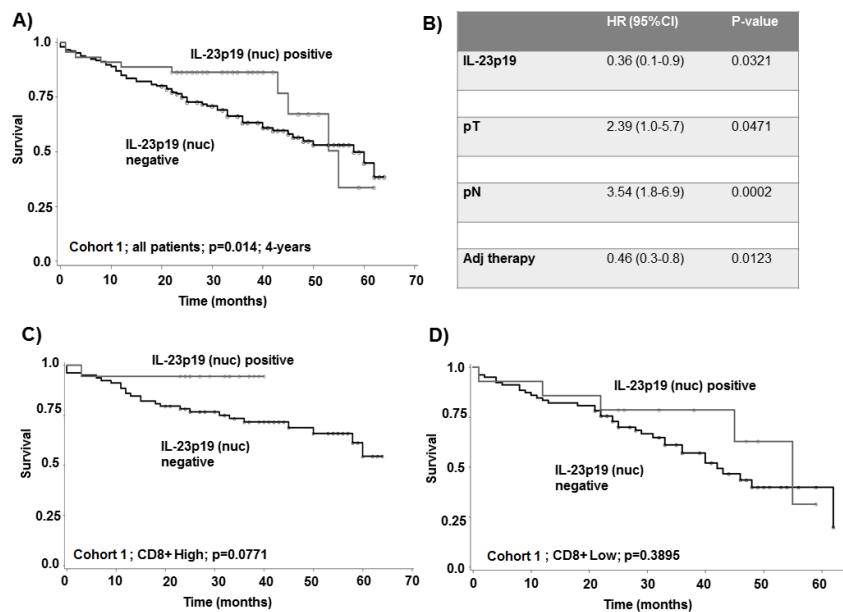 A)
1.0
0.75
0.5
0.25
0.0
Survival
IL-23p19 (nuc) positive
IL-23p19 (nuc)
negative
Cohort 1; all patients; p=0.014; 4-years
0 10 20 30 40 50 60 70
Time (months)
B)
HR (95%CI) P-value
IL-23p19 0.36 (0.1-0.9) 0.0321
pT 2.39 (1.0-5.7) 0.0471
pN 3.54 (1.8-6.9) 0.0002
Adj therapy 0.46 (0.3-0.8) 0.0123
C)
1.0
0.75
0.5
0.25
0.0
Survival
IL-23p19 (nuc) positive
IL-23p19 (nuc)
negative
Cohort 1; CD8+ High; p=0.0771
0 10 20 30 40 50 60 70
Time (months)
D)
1.0
0.75
0.5
0.25
0.0
Survival
IL-23p19 (nuc) positive
IL-23p19 (nuc)
negative
Cohort 1 ; CD8+ Low; p=0.3895
0 10 20 30 40 50 60
Time (months)